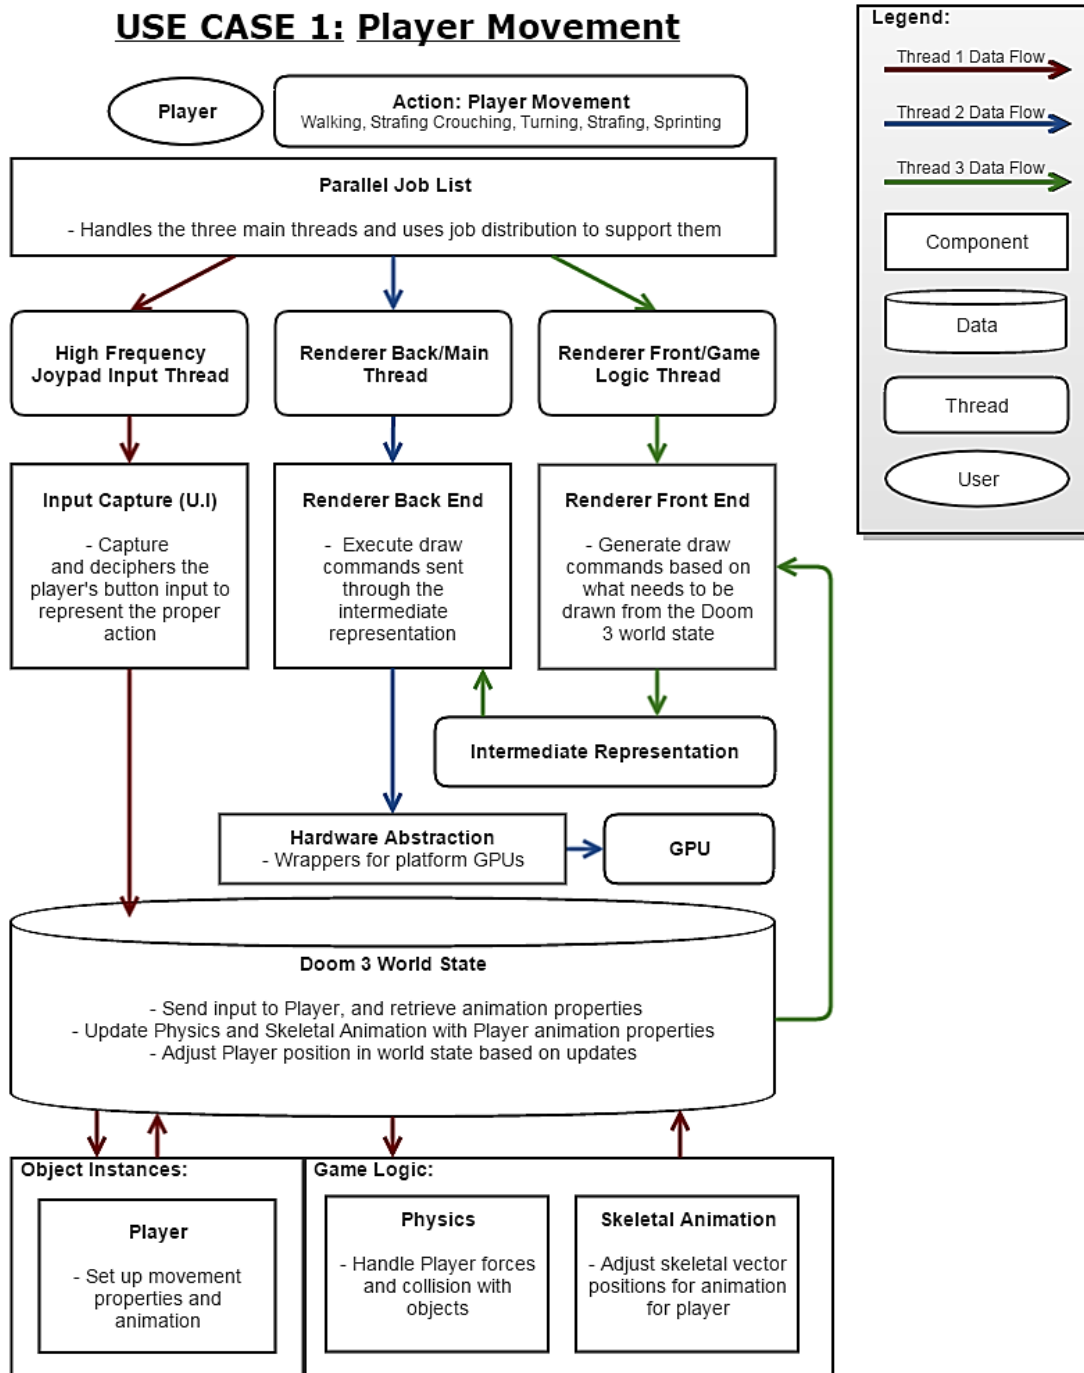 USE CASE 1: Player Movement
Legend:
Thread 1 Data Flow
Thread 2 Data Flow
Thread 3 Data Flow
Component
Data
Thread
User
Player
Action: Player Movement
Walking, Strafing Crouching, Turning, Strafing, Sprinting
Parallel Job List
- Handles the three main threads and uses job distribution to support them
High Frequency
Joypad Input Thread
Renderer Back/Main
Thread
Renderer Front/Game
Logic Thread
Input Capture (U.I)
- Capture
and deciphers the
player's button input to
represent the proper
action
Renderer Back End
- Execute draw
commands sent
through the
intermediate
representation
Renderer Front End
- Generate draw
commands based on
what needs to be
drawn from the Doom
3 world state
Intermediate Representation
Hardware Abstraction
- Wrappers for platform GPUs
GPU
Doom 3 World State
- Send input to Player, and retrieve animation properties
- Update Physics and Skeletal Animation with Player animation properties
- Adjust Player position in world state based on updates
Object Instances:
Player
- Set up movement
properties and
animation
Game Logic:
Physics
- Handle Player forces
and collision with
objects
Skeletal Animation
- Adjust skeletal vector
positions for animation
for player